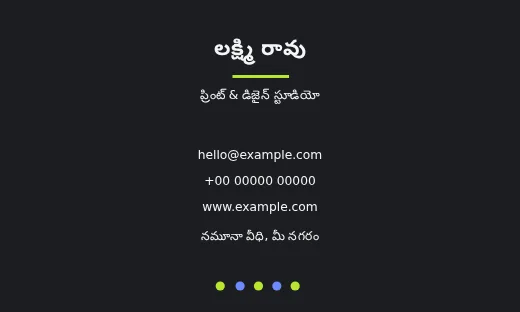 లక్ష్మి రావు
ప్రింట్ & డిజైన్ స్టూడియో
hello@example.com
+00 00000 00000
www.example.com
నమూనా వీధి, మీ నగరం